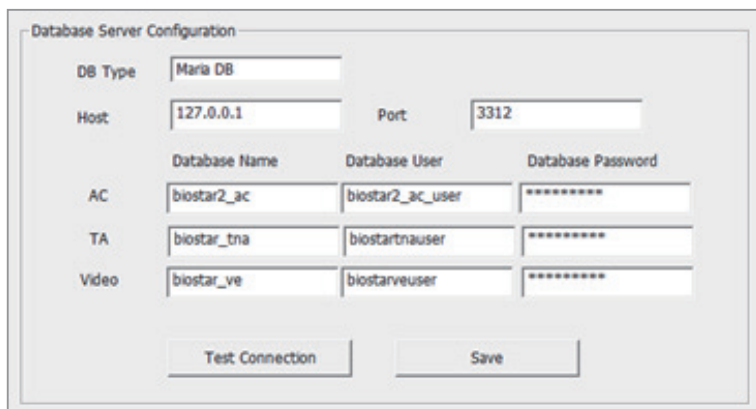 Database Server Configuration
DB Type Maria DB
Host 127.0.0.1 Port 3312
Database Name Database User Database Password
AC biostar2_ac biostar2_ac_user *********
TA biostar_tna biostartnauser *********
Video biostar_ve biostarveuser *********
Test Connection Save